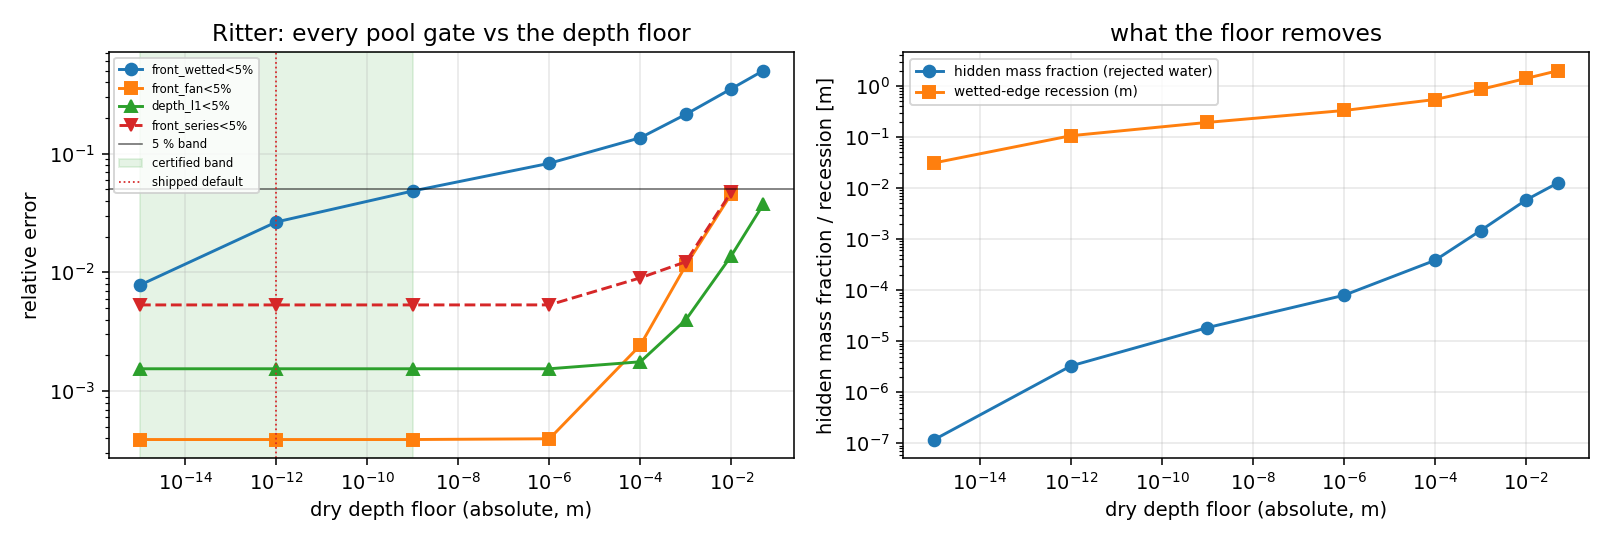 Ritter: every pool gate vs the depth floor
front_wetted<5%
front_fan<5%
depth_l1<5%
front_series<5%
5 % band
certified band
shipped default
relative error
10⁻¹
10⁻²
10⁻³
10⁻¹⁴ 10⁻¹² 10⁻¹⁰ 10⁻⁸ 10⁻⁶ 10⁻⁴ 10⁻²
dry depth floor (absolute, m)
what the floor removes
hidden mass fraction (rejected water)
wetted-edge recession (m)
hidden mass fraction / recession [m]
10⁰
10⁻¹
10⁻²
10⁻³
10⁻⁴
10⁻⁵
10⁻⁶
10⁻⁷
10⁻¹⁴ 10⁻¹² 10⁻¹⁰ 10⁻⁸ 10⁻⁶ 10⁻⁴ 10⁻²
dry depth floor (absolute, m)